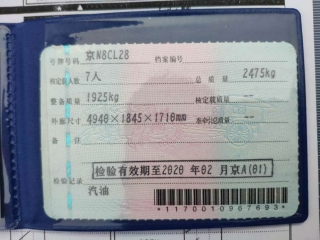 号牌号码 京N8CL28 档案编号
核定载人数 7人 总质量 2475kg
整备质量 1925kg 核定载质量 --
外廓尺寸 4940×1845×1710mm 准牵引总质量 --
备注
检验有效期至2020年02月京A(01)
检验记录
汽油